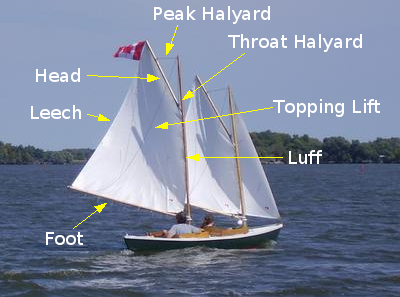 Peak Halyard
Throat Halyard
Head
Leech
Topping Lift
Luff
Foot